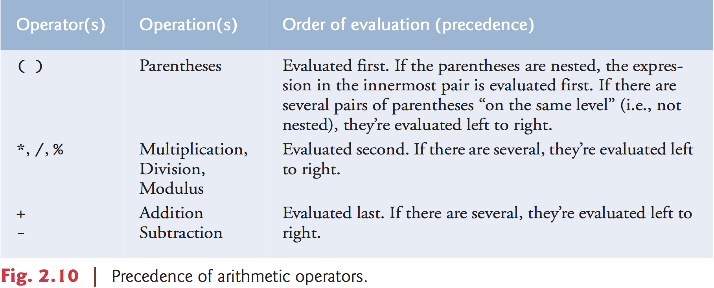 Operator(s) Operation(s) Order of evaluation (precedence)
( ) Parentheses Evaluated first. If the parentheses are nested, the expres-
sion in the innermost pair is evaluated first. If there are
several pairs of parentheses “on the same level” (i.e., not
nested), they’re evaluated left to right.
*, /, % Multiplication, Evaluated second. If there are several, they’re evaluated left
Division, to right.
Modulus
+ Addition Evaluated last. If there are several, they’re evaluated left to
- Subtraction right.
Fig. 2.10 | Precedence of arithmetic operators.